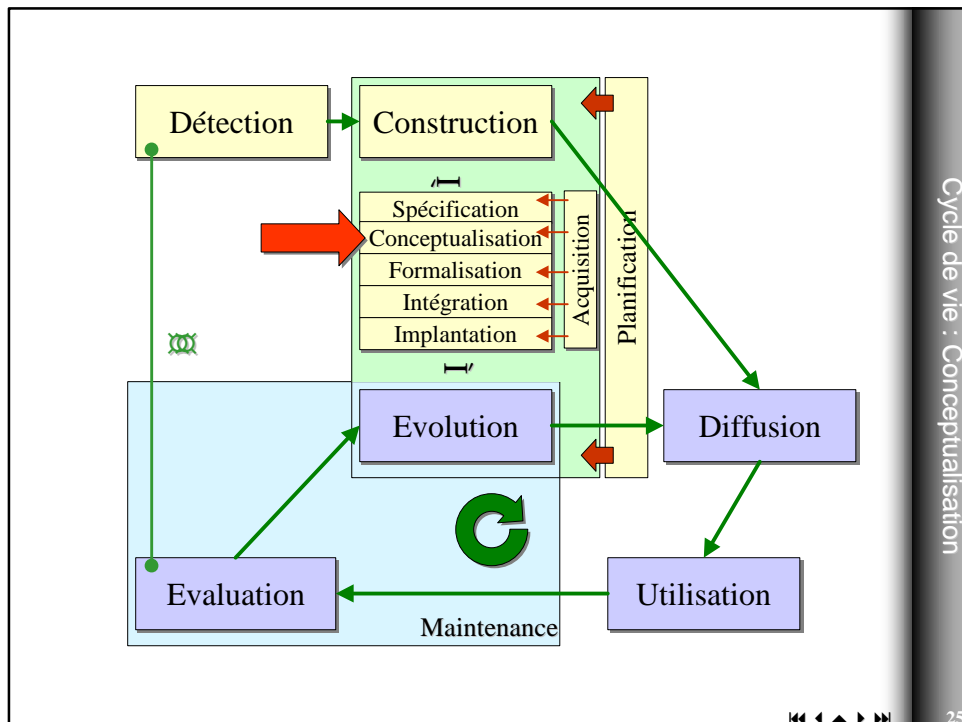 Détection
Construction
Spécification
Conceptualisation
Formalisation
Intégration
Implantation
Acquisition
Planification
Evolution
Diffusion
Evaluation
Utilisation
Maintenance
Cycle de vie : Conceptualisation
25